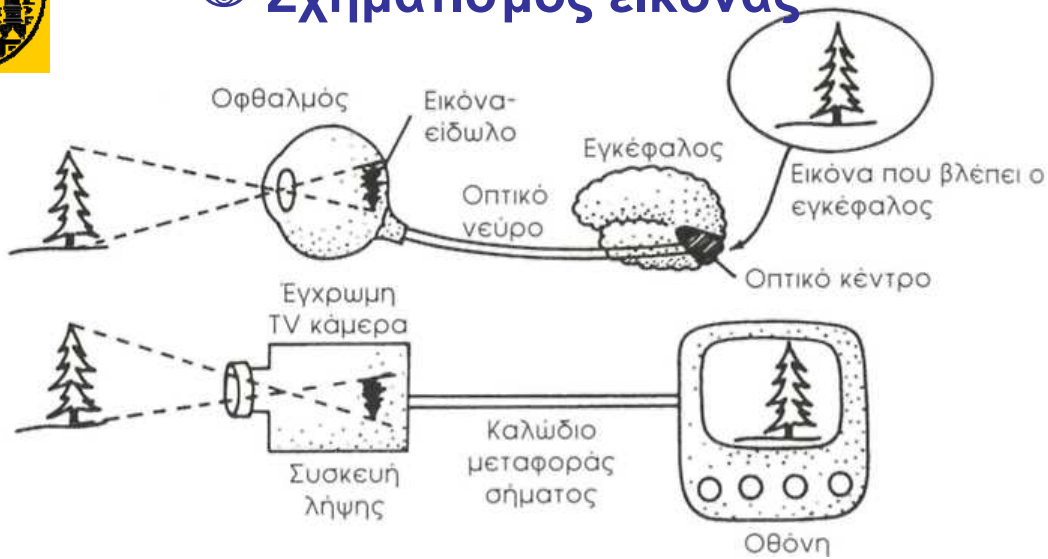 Σχηματισμός εικόνας
Οφθαλμός
Εικόνα-
είδωλο
Εγκέφαλος
Οπτικό
νεύρο
Εικόνα που βλέπει ο
εγκέφαλος
Οπτικό κέντρο
Έγχρωμη
TV κάμερα
Καλώδιο
μεταφοράς
σήματος
Συσκευή
λήψης
Οθόνη